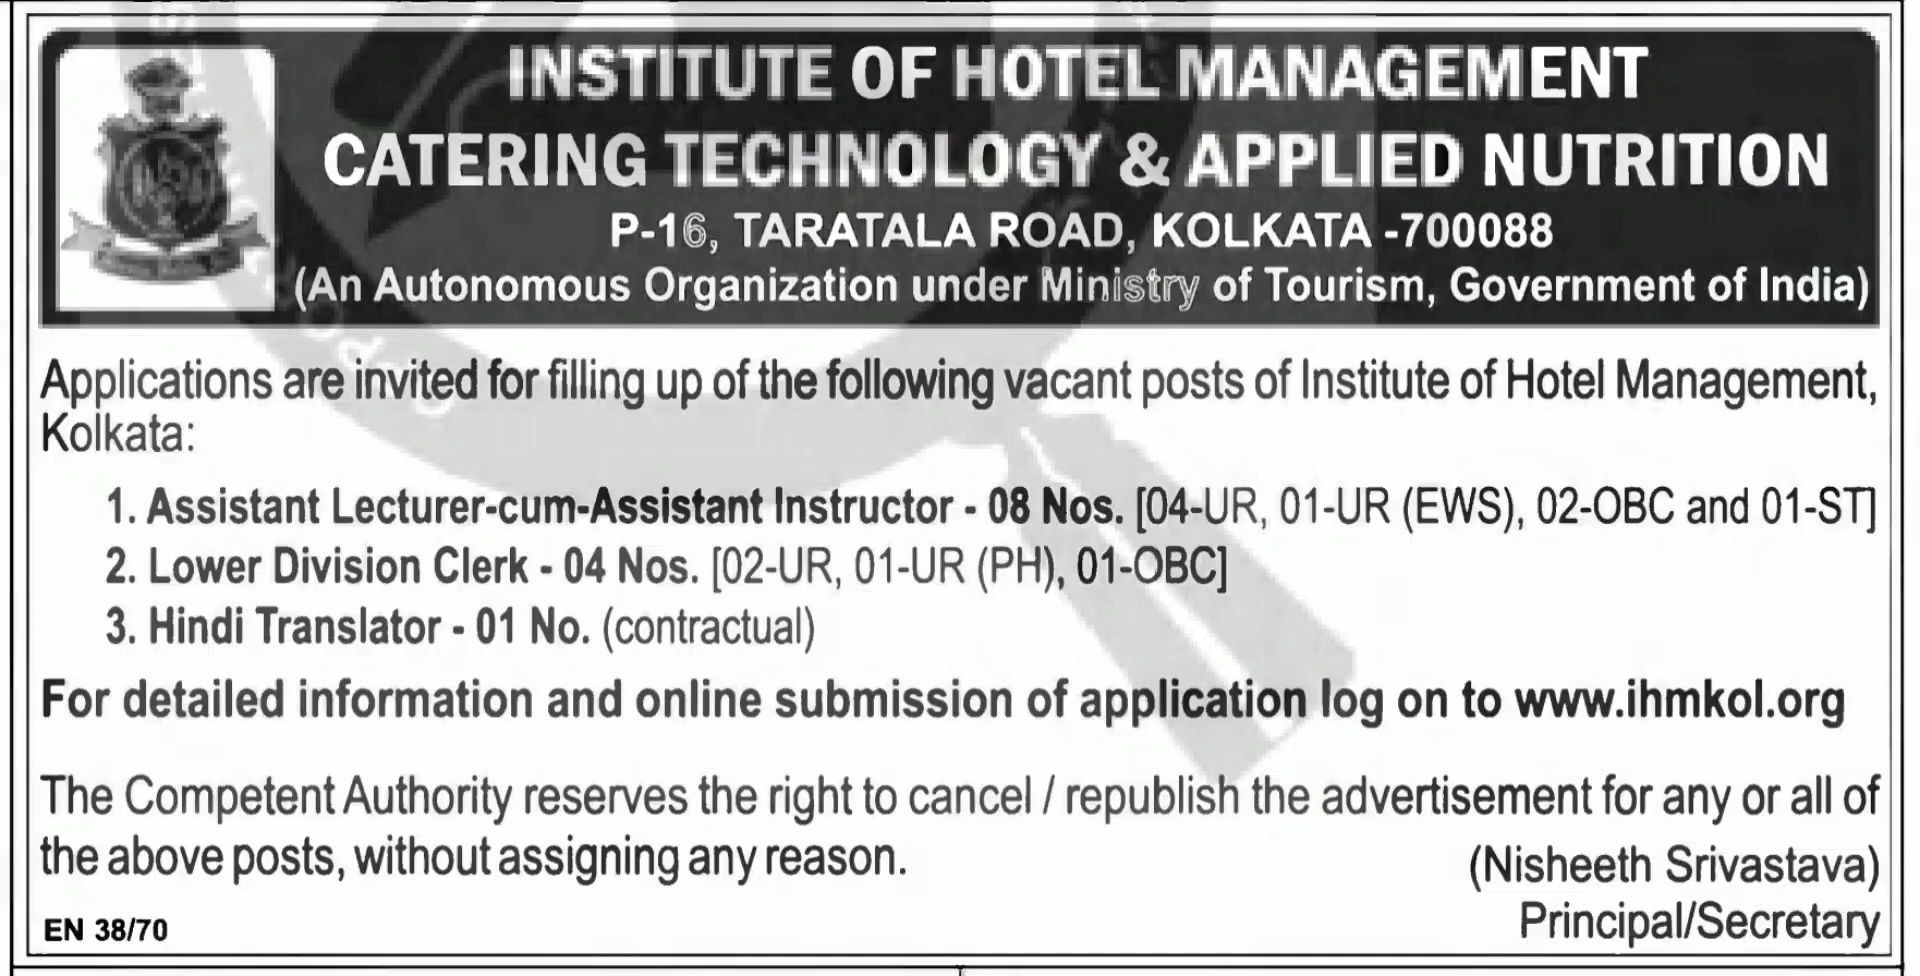 INSTITUTE OF HOTEL MANAGEMENT
CATERING TECHNOLOGY & APPLIED NUTRITION
P-16, TARATALA ROAD, KOLKATA -700088
(An Autonomous Organization under Ministry of Tourism, Government of India)
Applications are invited for filling up of the following vacant posts of Institute of Hotel Management,
Kolkata:
1. Assistant Lecturer-cum-Assistant Instructor - 08 Nos. [04-UR, 01-UR (EWS), 02-OBC and 01-ST]
2. Lower Division Clerk - 04 Nos. [02-UR, 01-UR (PH), 01-OBC]
3. Hindi Translator - 01 No. (contractual)
For detailed information and online submission of application log on to www.ihmkol.org
The Competent Authority reserves the right to cancel / republish the advertisement for any or all of
the above posts, without assigning any reason.
(Nisheeth Srivastava)
Principal/Secretary
EN 38/70